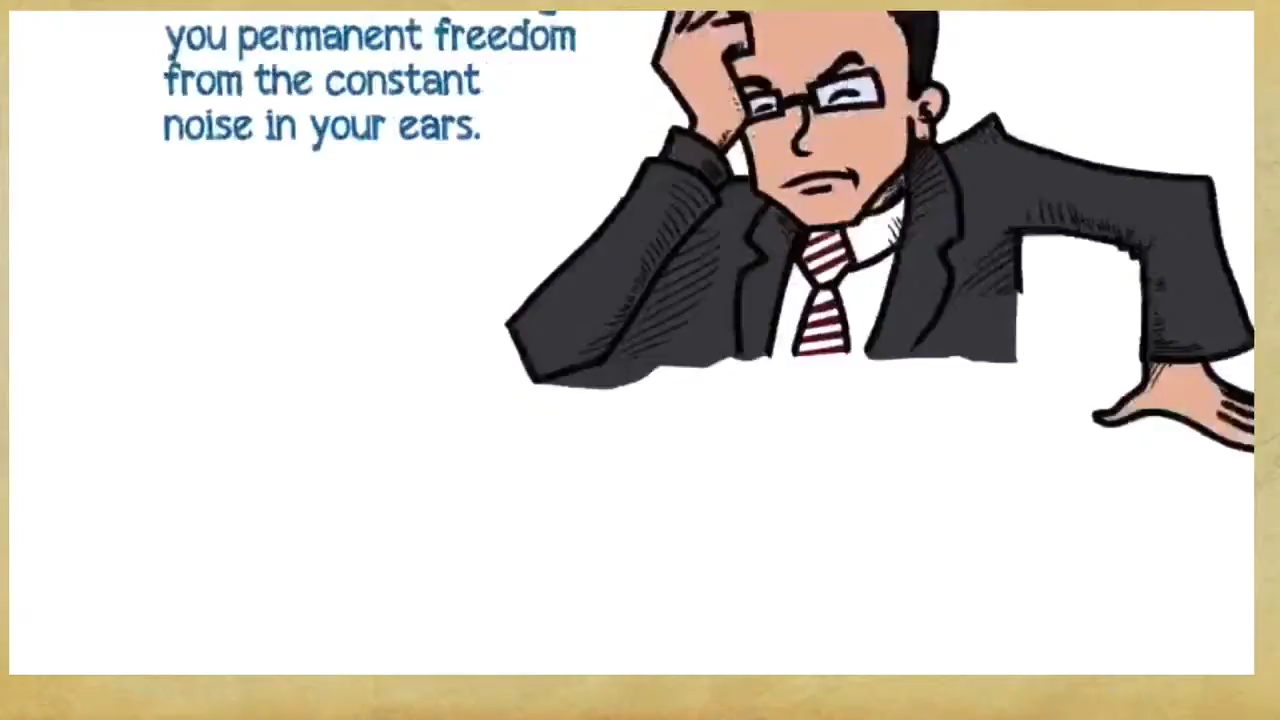 you permanent freedom
from the constant
noise in your ears.